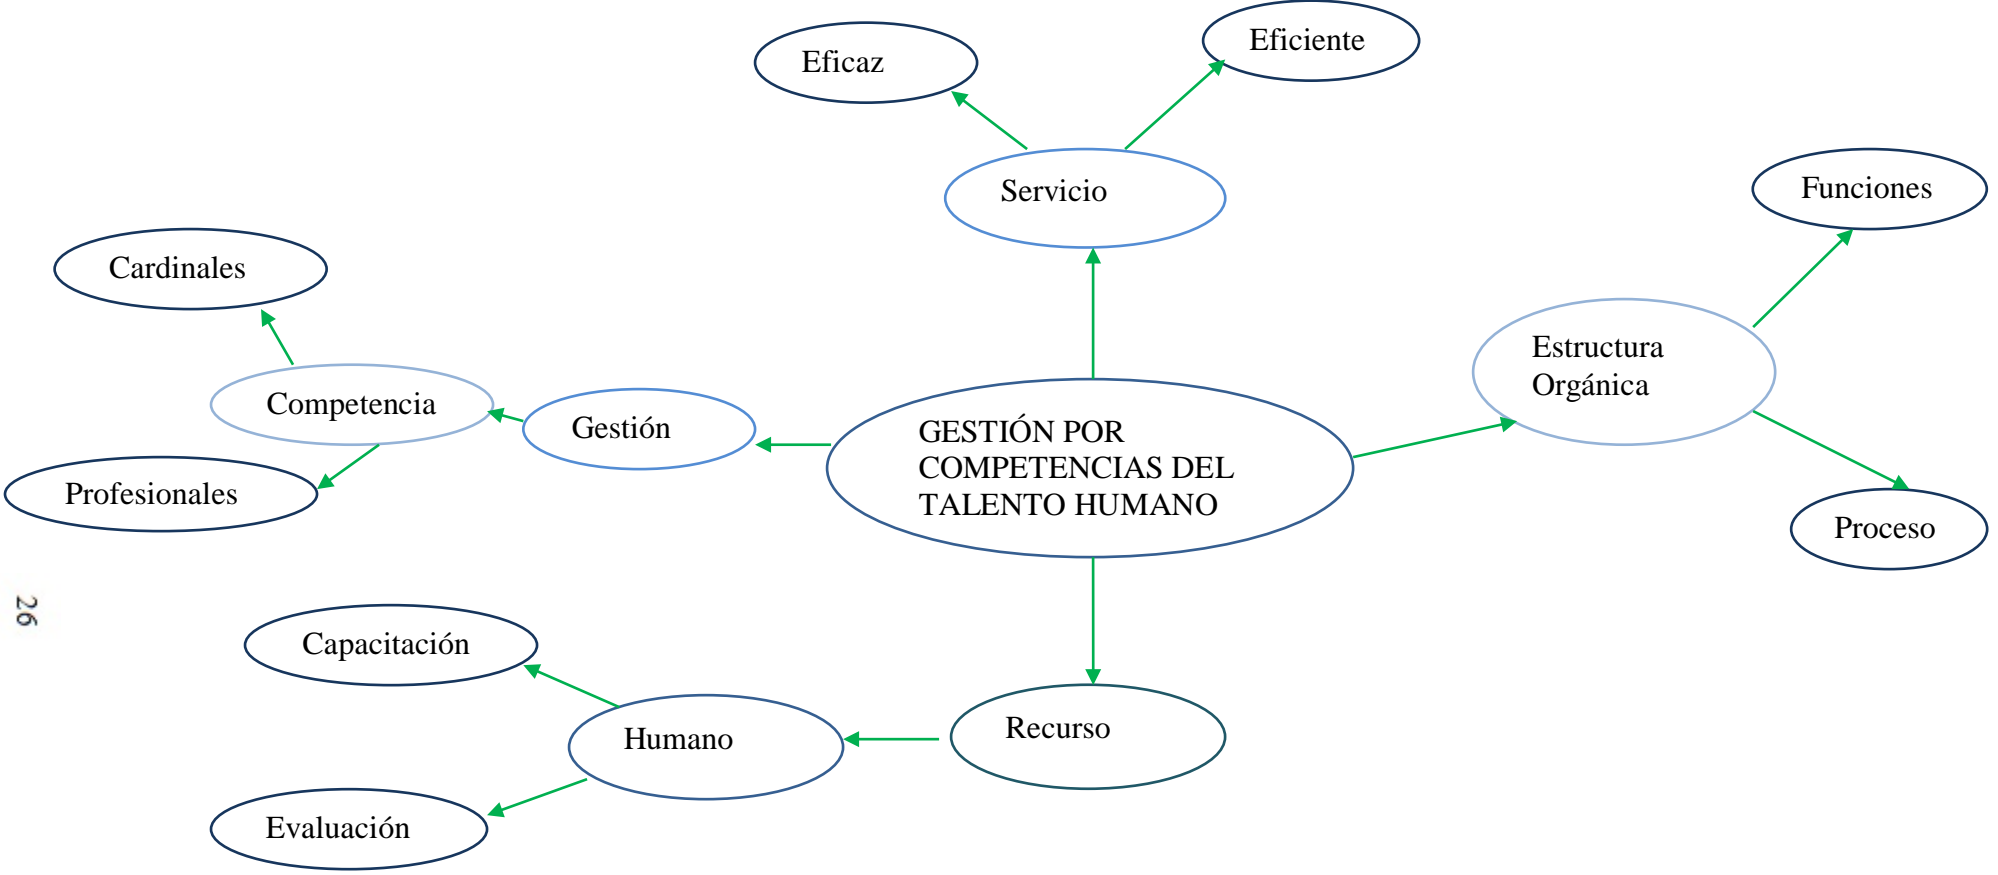 Eficiente
Eficaz
Servicio
Funciones
Cardinales
Estructura
Orgánica
Competencia
Gestión
GESTIÓN POR
COMPETENCIAS DEL
TALENTO HUMANO
Profesionales
Proceso
26
Capacitación
Humano
Recurso
Evaluación